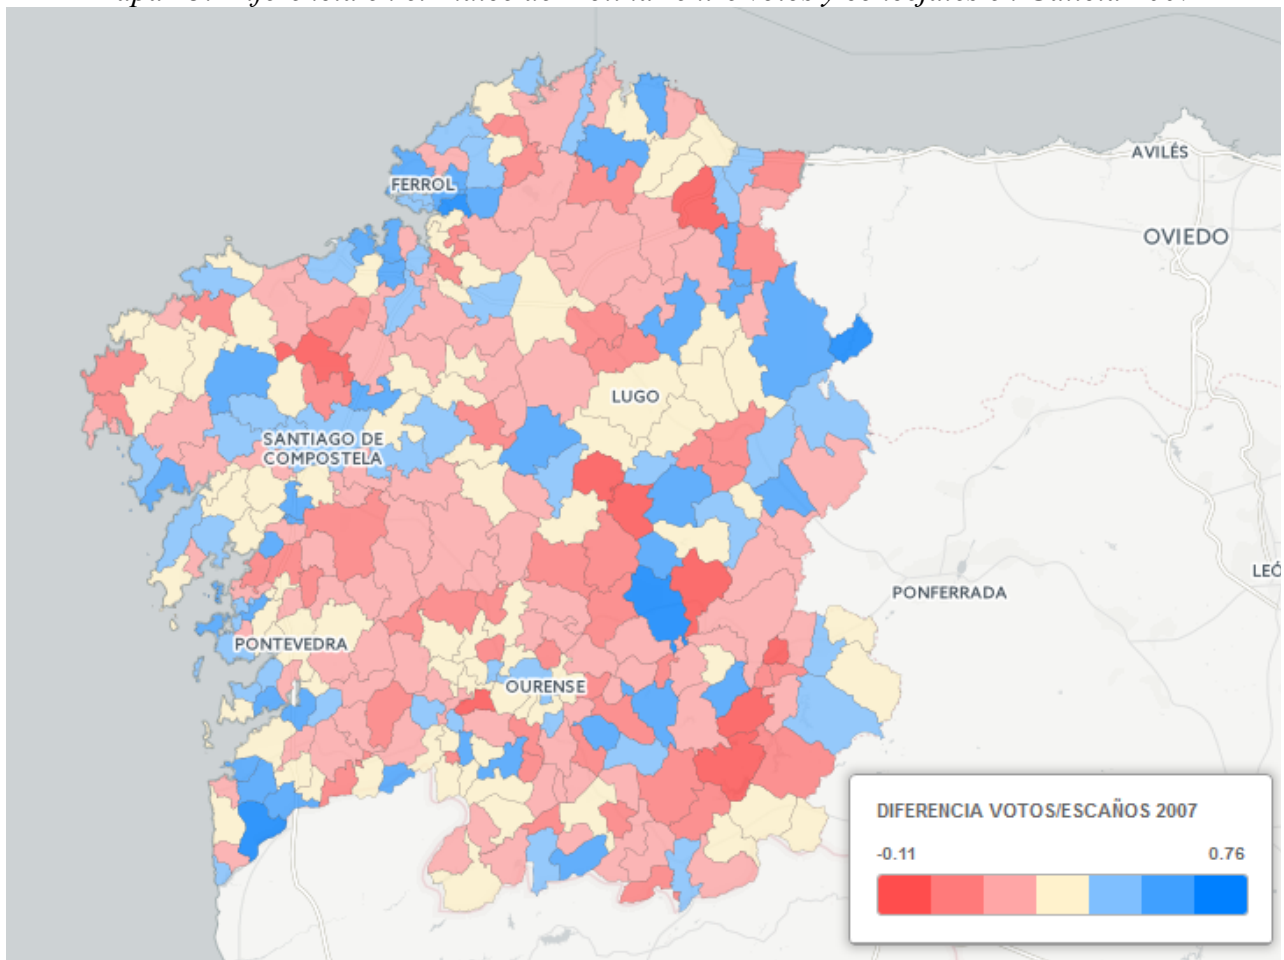 FERROL
AVILÉS
OVIEDO
LUGO
SANTIAGO DE
COMPOSTELA
LEÓ
PONFERRADA
PONTEVEDRA
OURENSE
DIFERENCIA VOTOS/ESCAÑOS 2007
-0.11 0.76